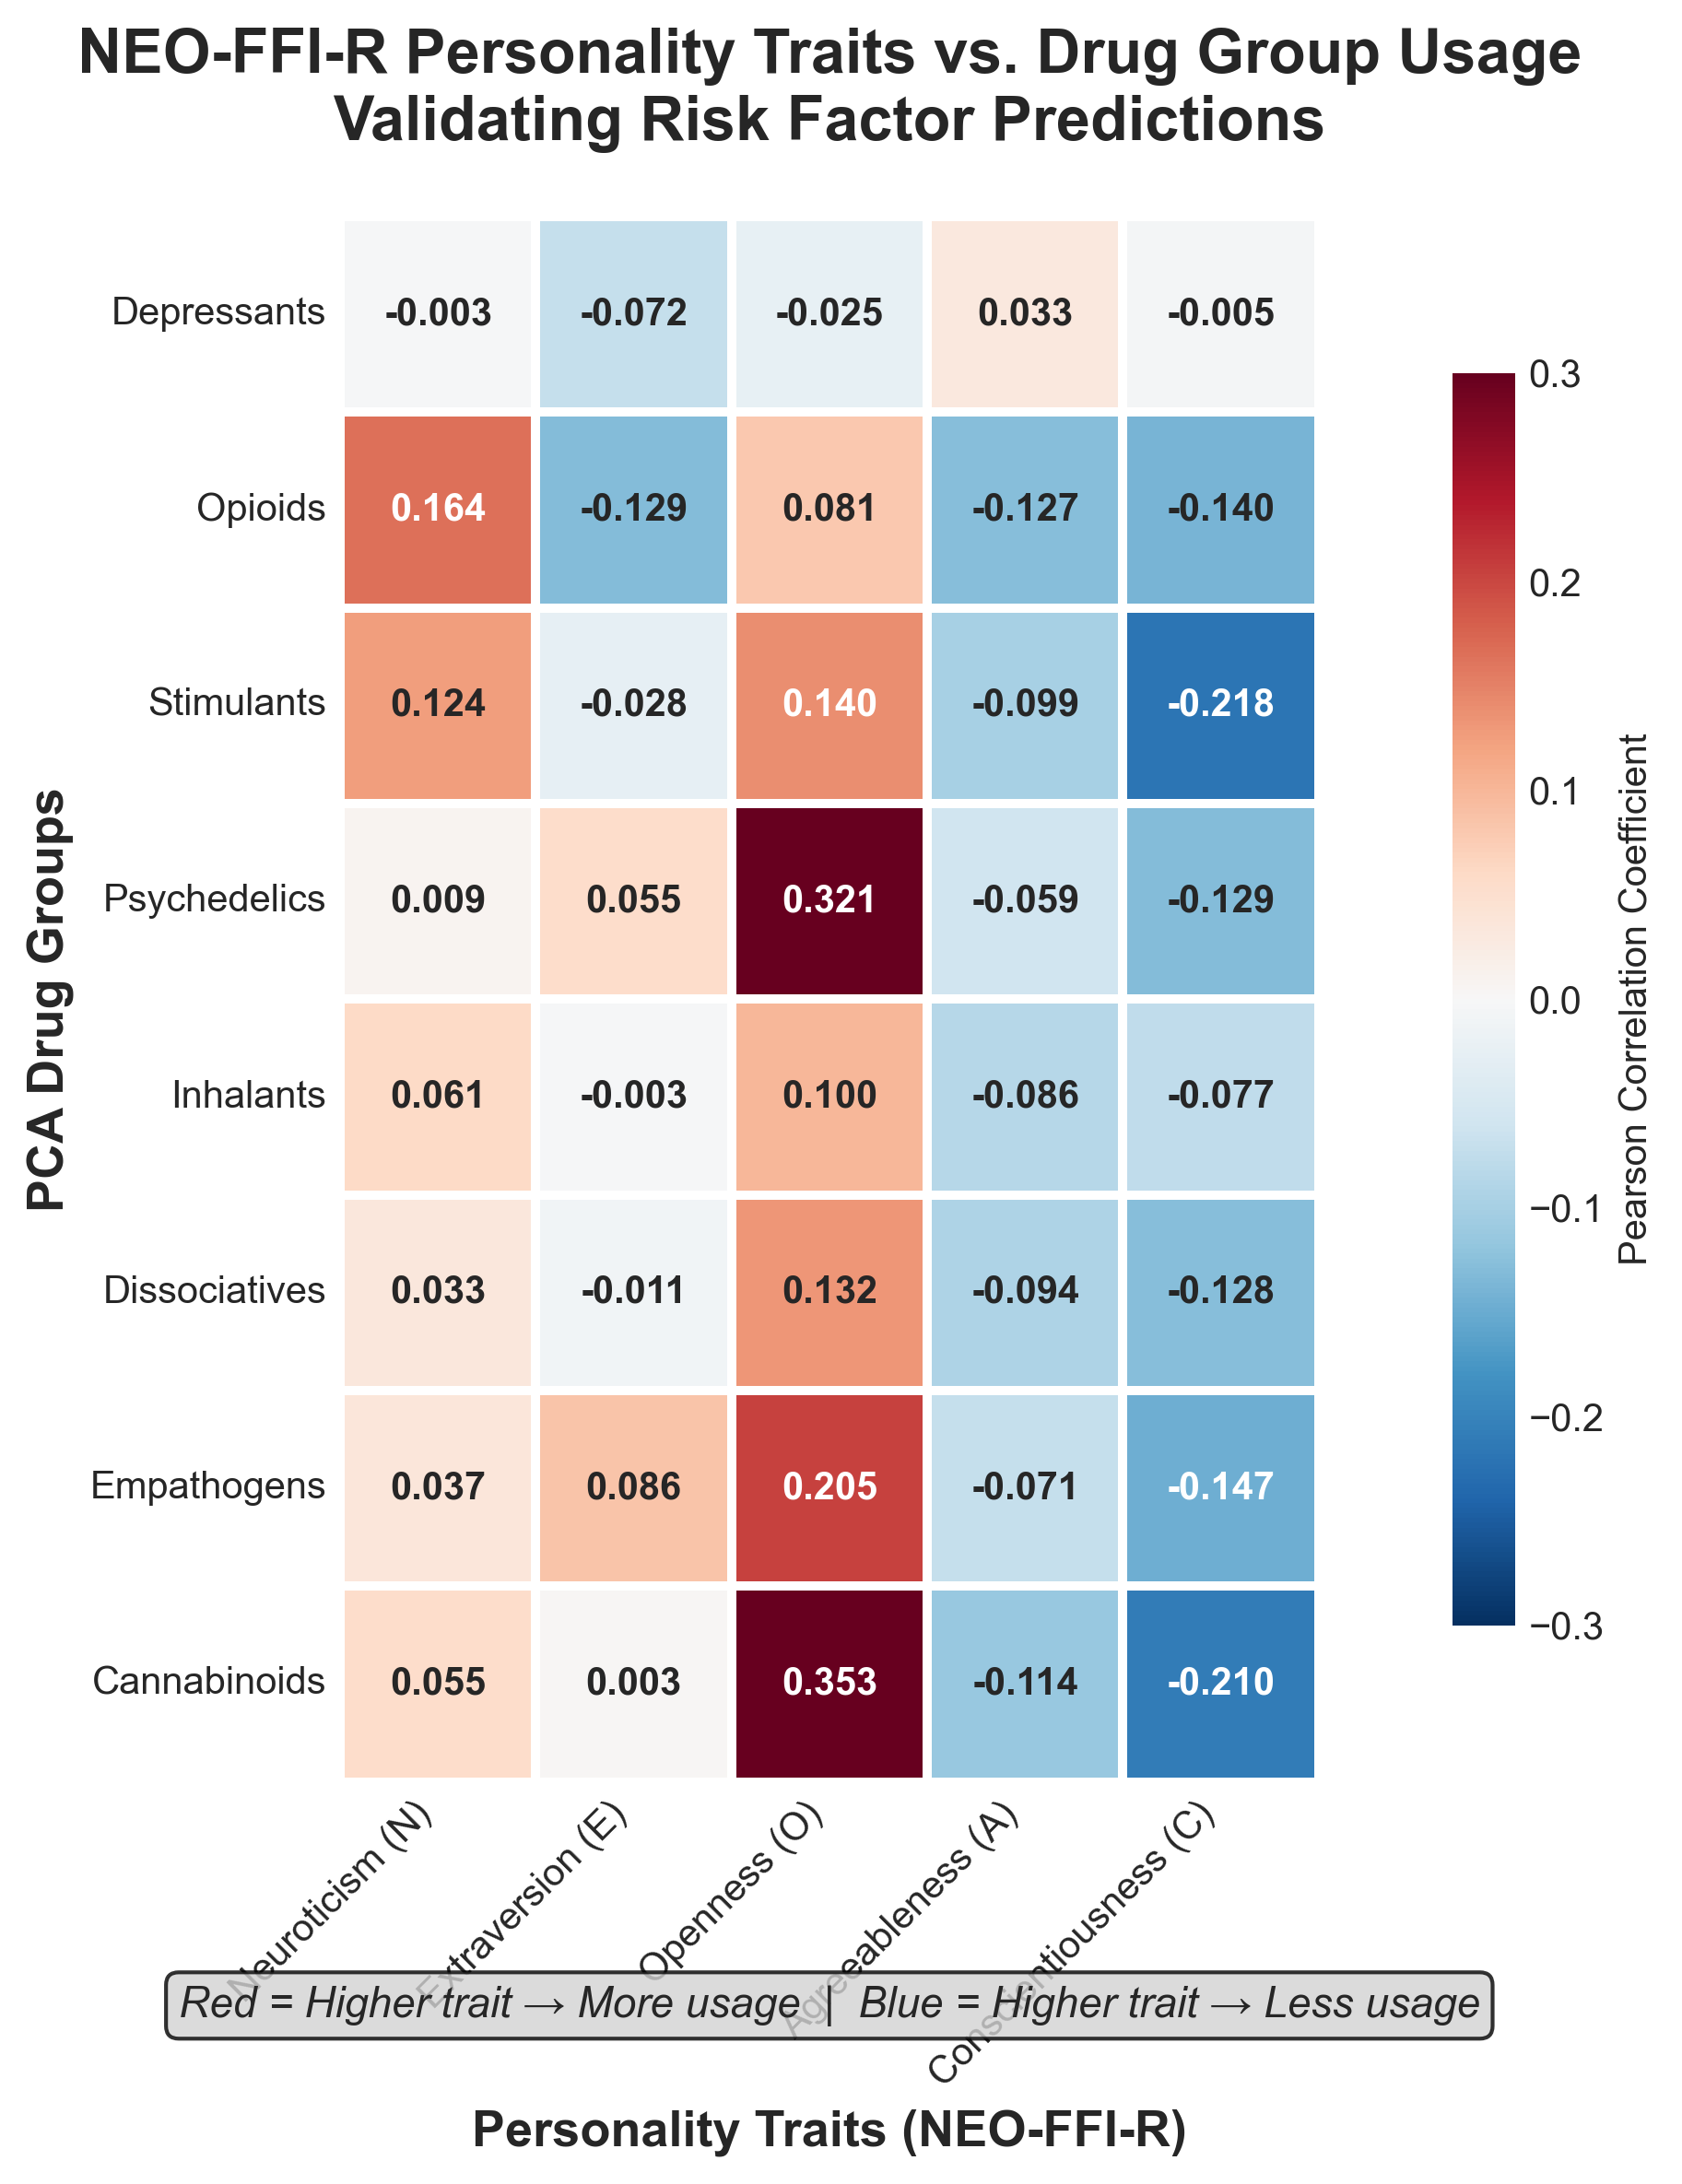 NEO-FFI-R Personality Traits vs. Drug Group Usage
Validating Risk Factor Predictions
PCA Drug Groups
Depressants -0.003 -0.072 -0.025 0.033 -0.005
Opioids 0.164 -0.129 0.081 -0.127 -0.140
Stimulants 0.124 -0.028 0.140 -0.099 -0.218
Psychedelics 0.009 0.055 0.321 -0.059 -0.129
Inhalants 0.061 -0.003 0.100 -0.086 -0.077
Dissociatives 0.033 -0.011 0.132 -0.094 -0.128
Empathogens 0.037 0.086 0.205 -0.071 -0.147
Cannabinoids 0.055 0.003 0.353 -0.114 -0.210
0.3
0.2
0.1
0.0
−0.1
−0.2
−0.3
Pearson Correlation Coefficient
Neuroticism (N)
Extraversion (E)
Openness (O)
Agreeableness (A)
Conscientiousness (C)
Red = Higher trait → More usage | Blue = Higher trait → Less usage
Personality Traits (NEO-FFI-R)